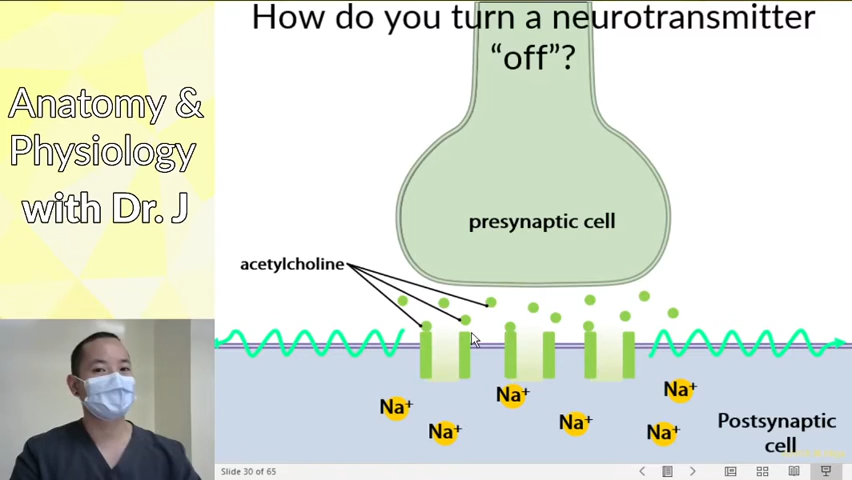 How do you turn a neurotransmitter
“off”?
Anatomy &
Physiology
with Dr. J
presynaptic cell
acetylcholine
Na⁺
Na⁺
Na⁺
Na⁺
Na⁺
Na⁺
Postsynaptic
cell
Slide 30 of 65